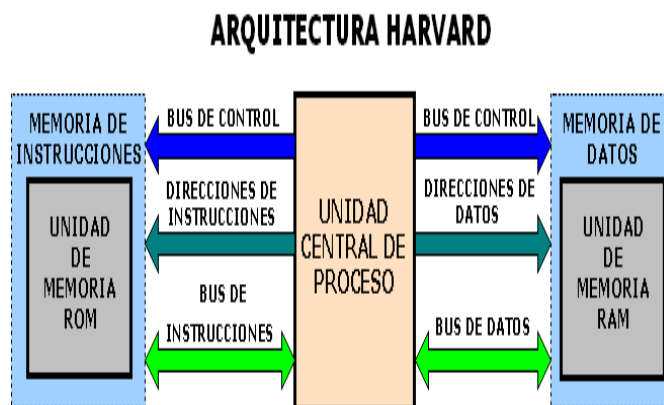 ARQUITECTURA HARVARD
MEMORIA DE
INSTRUCCIONES
UNIDAD
DE
MEMORIA
ROM
BUS DE CONTROL
DIRECCIONES DE
INSTRUCCIONES
BUS DE
INSTRUCCIONES
UNIDAD
CENTRAL DE
PROCESO
BUS DE CONTROL
DIRECCIONES DE
DATOS
BUS DE DATOS
MEMORIA DE
DATOS
UNIDAD
DE
MEMORIA
RAM